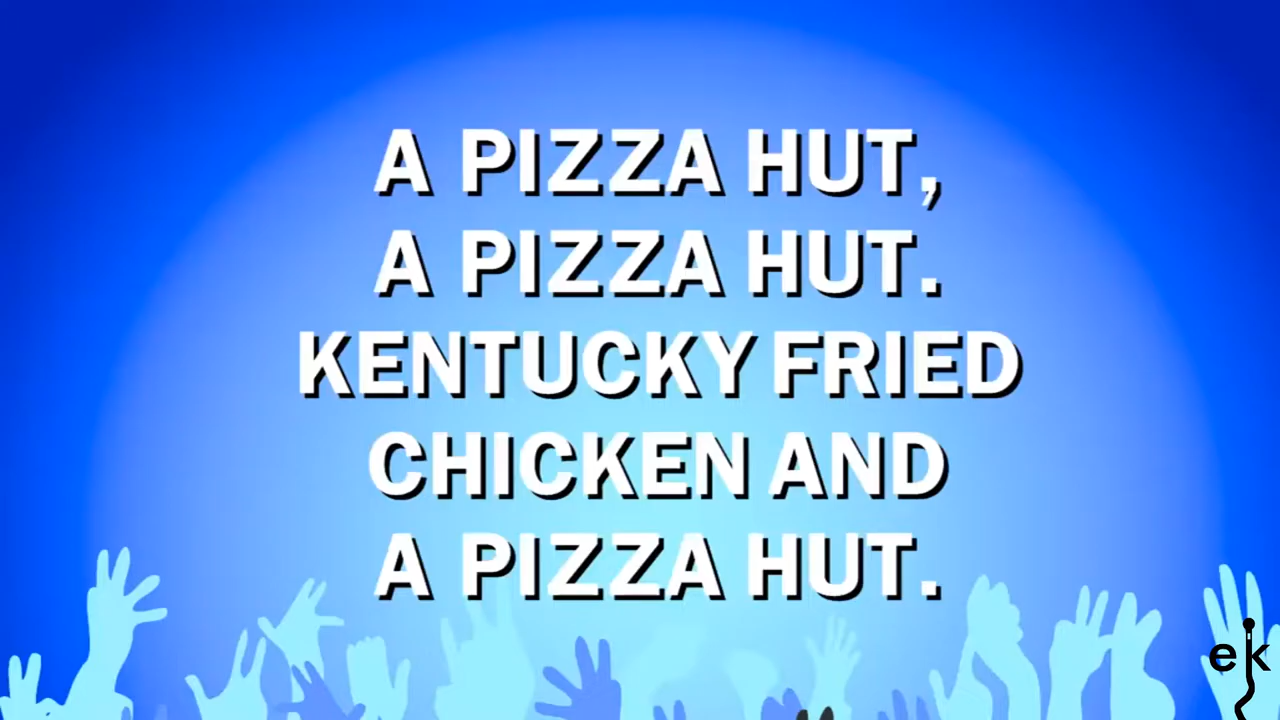 A PIZZA HUT,
A PIZZA HUT.
KENTUCKY FRIED
CHICKEN AND
A PIZZA HUT.
ek